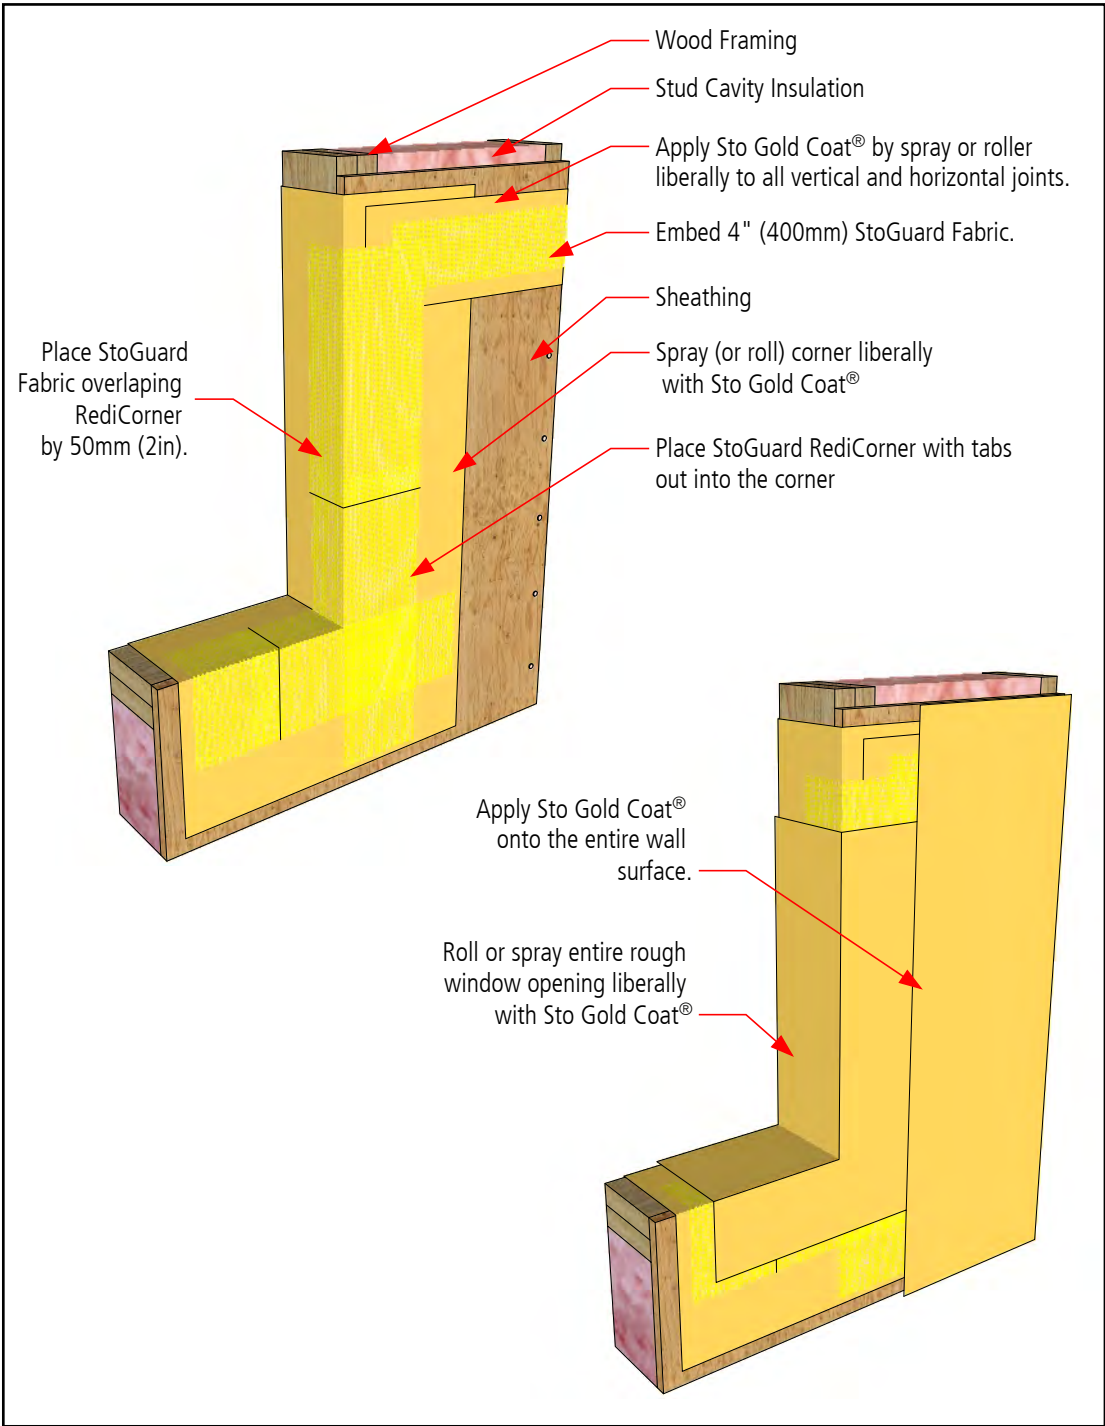 Wood Framing
Stud Cavity Insulation
Apply Sto Gold Coat® by spray or roller
liberally to all vertical and horizontal joints.
Embed 4" (400mm) StoGuard Fabric.
Sheathing
Spray (or roll) corner liberally
with Sto Gold Coat®
Place StoGuard RediCorner with tabs
out into the corner
Place StoGuard
Fabric overlaping
RediCorner
by 50mm (2in).
Apply Sto Gold Coat®
onto the entire wall
surface.
Roll or spray entire rough
window opening liberally
with Sto Gold Coat®